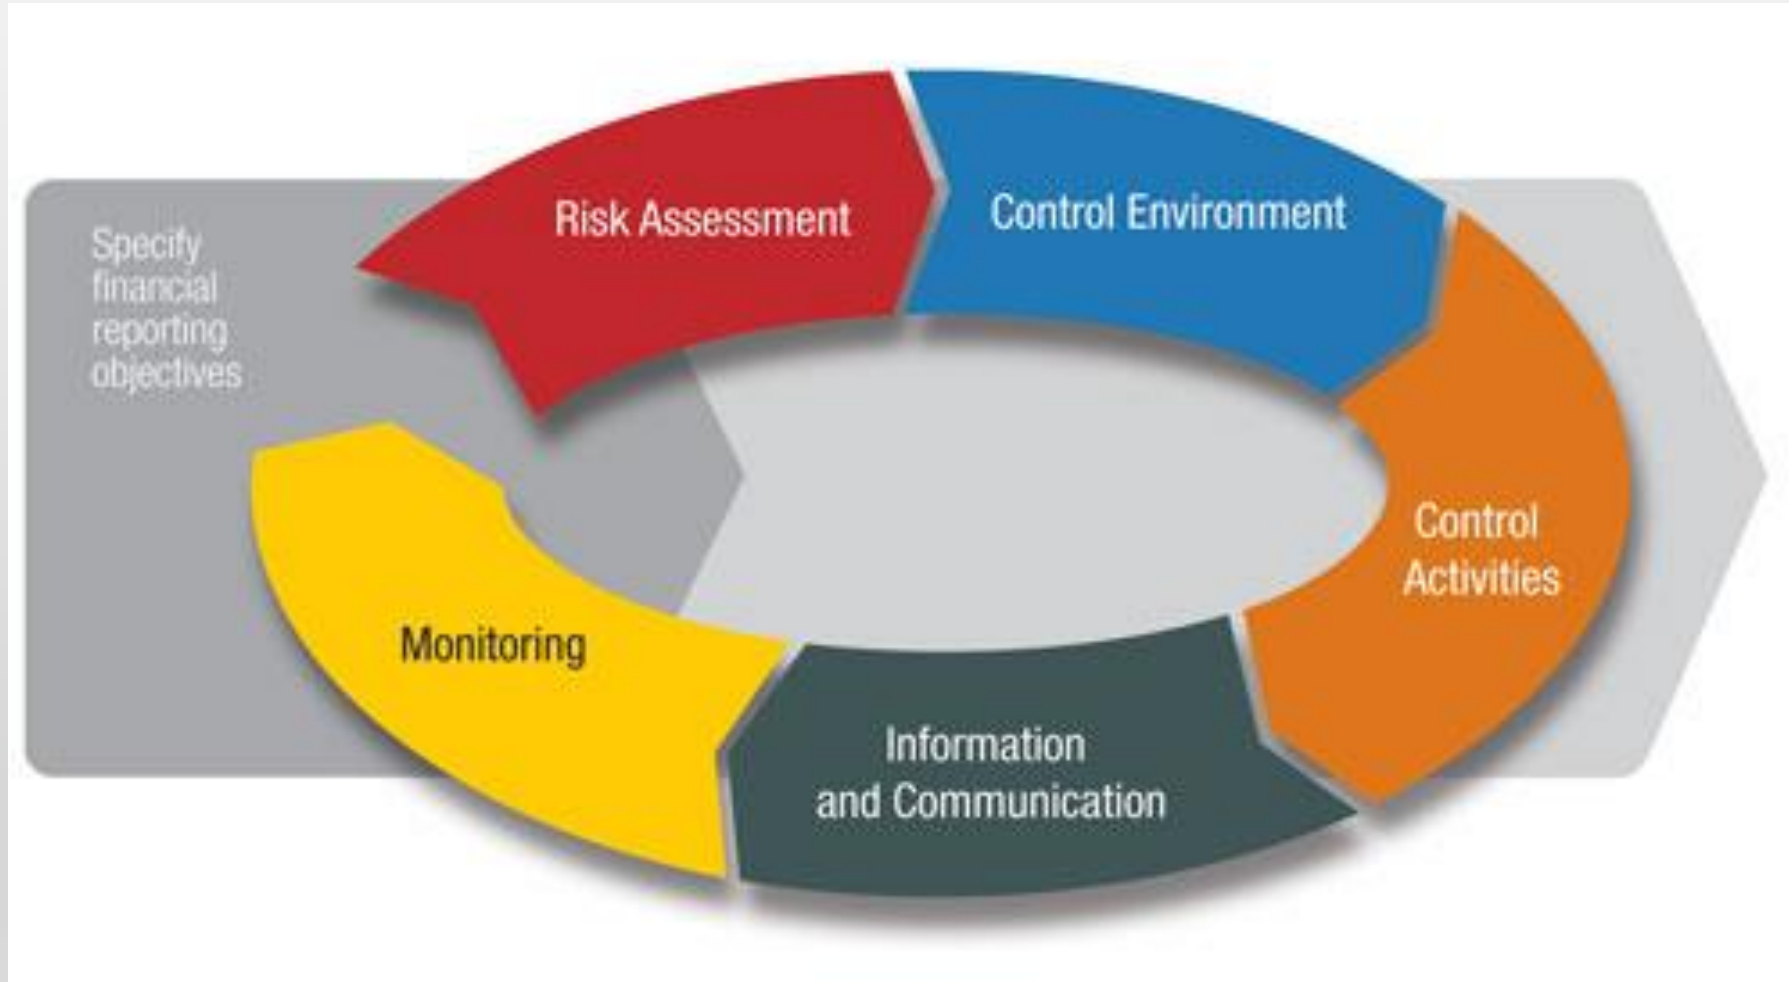 Specify
financial
reporting
objectives
Risk Assessment
Control Environment
Control
Activities
Information
and Communication
Monitoring